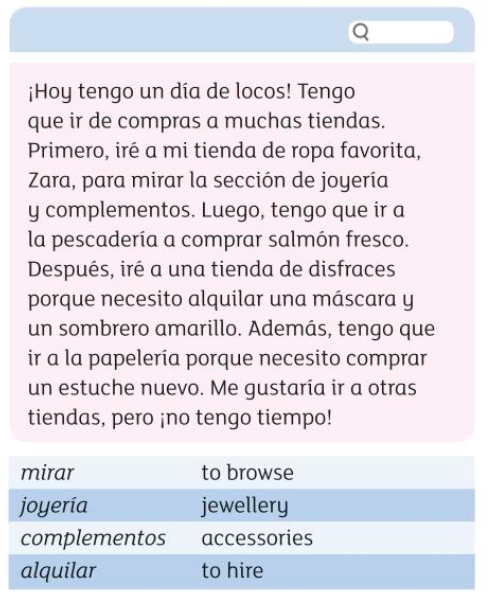 ¡Hoy tengo un día de locos! Tengo
que ir de compras a muchas tiendas.
Primero, iré a mi tienda de ropa favorita,
Zara, para mirar la sección de joyería
y complementos. Luego, tengo que ir a
la pescadería a comprar salmón fresco.
Después, iré a una tienda de disfraces
porque necesito alquilar una máscara y
un sombrero amarillo. Además, tengo que
ir a la papelería porque necesito comprar
un estuche nuevo. Me gustaría ir a otras
tiendas, pero ¡no tengo tiempo!
mirar to browse
joyería jewellery
complementos accessories
alquilar to hire